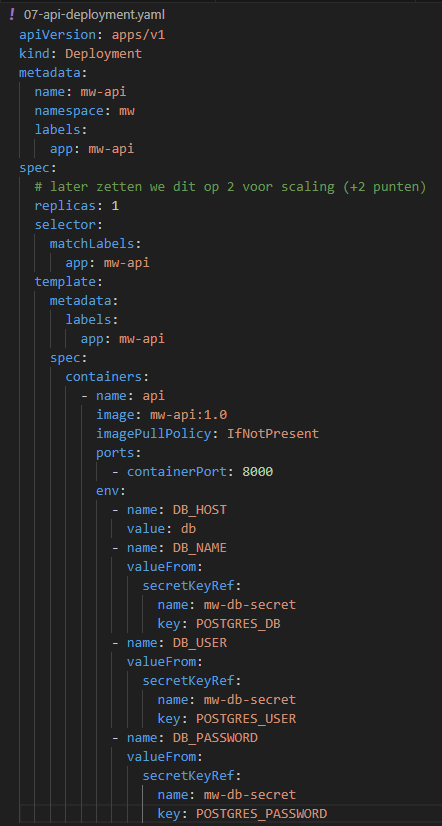 ! 07-api-deployment.yaml
apiVersion: apps/v1
kind: Deployment
metadata:
  name: mw-api
  namespace: mw
  labels:
    app: mw-api
spec:
  # later zetten we dit op 2 voor scaling (+2 punten)
  replicas: 1
  selector:
    matchLabels:
      app: mw-api
  template:
    metadata:
      labels:
        app: mw-api
    spec:
      containers:
        - name: api
          image: mw-api:1.0
          imagePullPolicy: IfNotPresent
          ports:
            - containerPort: 8000
          env:
            - name: DB_HOST
              value: db
            - name: DB_NAME
              valueFrom:
                secretKeyRef:
                  name: mw-db-secret
                  key: POSTGRES_DB
            - name: DB_USER
              valueFrom:
                secretKeyRef:
                  name: mw-db-secret
                  key: POSTGRES_USER
            - name: DB_PASSWORD
              valueFrom:
                secretKeyRef:
                  name: mw-db-secret
                  key: POSTGRES_PASSWORD